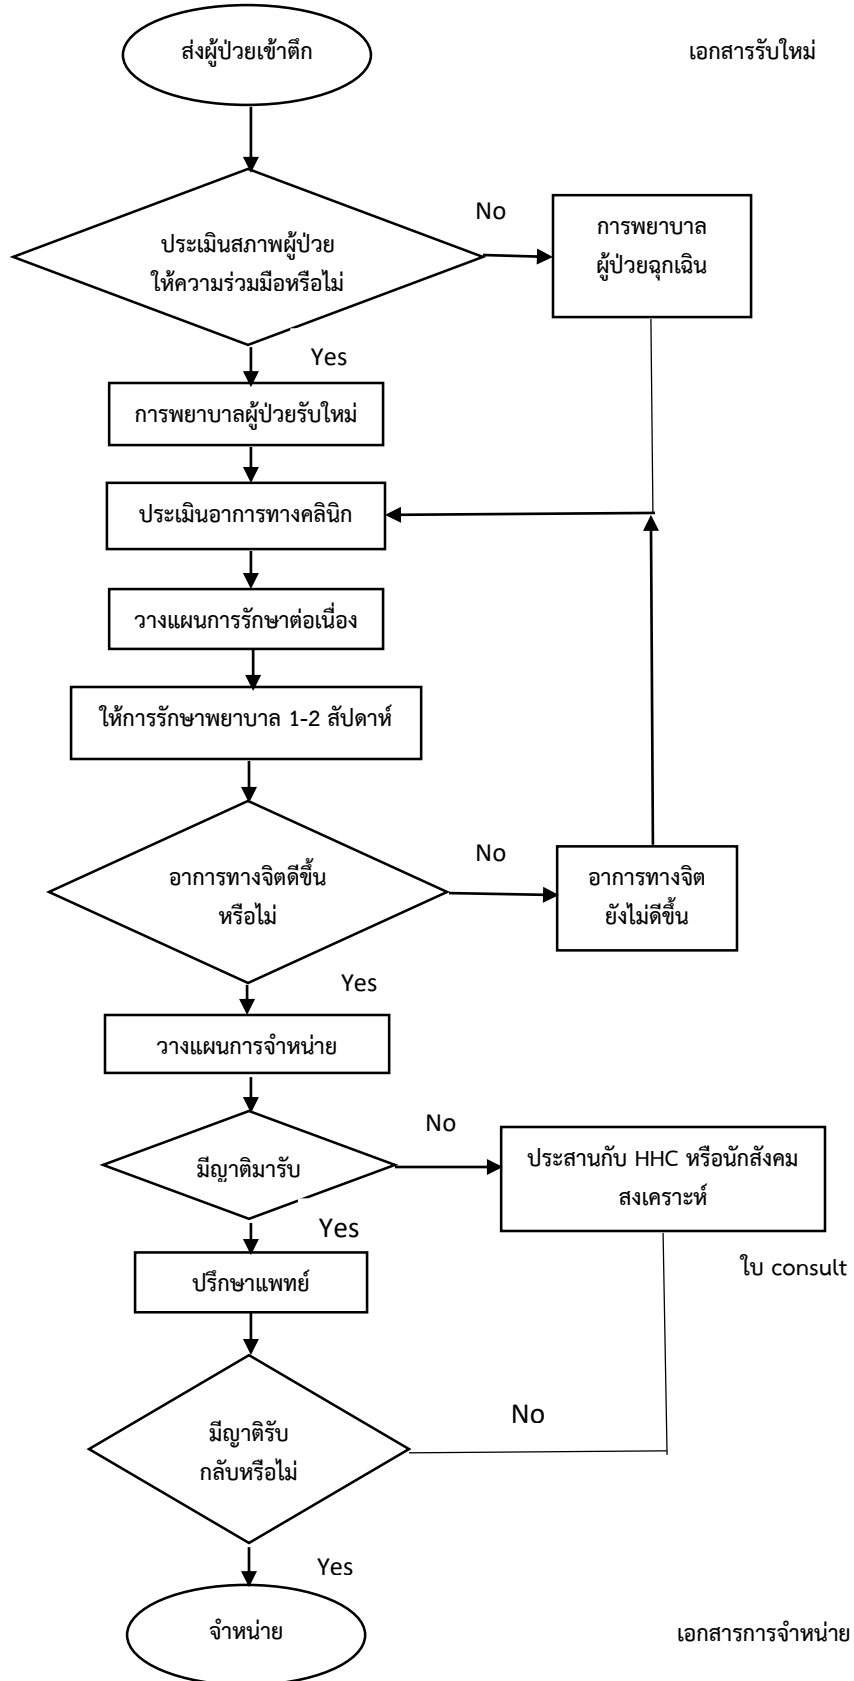 ส่งผู้ป่วยเข้าตึก
เอกสารรับใหม่
ประเมินสภาพผู้ป่วย
ให้ความร่วมมือหรือไม่
No
การพยาบาล
ผู้ป่วยฉุกเฉิน
Yes
การพยาบาลผู้ป่วยรับใหม่
ประเมินอาการทางคลินิก
วางแผนการรักษาต่อเนื่อง
ให้การรักษาพยาบาล 1-2 สัปดาห์
อาการทางจิตดีขึ้น
หรือไม่
No
อาการทางจิต
ยังไม่ดีขึ้น
Yes
วางแผนการจำหน่าย
มีญาติมารับ
No
ประสานกับ HHC หรือนักสังคม
สงเคราะห์
Yes
ใบ consult
ปรึกษาแพทย์
มีญาติรับ
กลับหรือไม่
No
Yes
จำหน่าย
เอกสารการจำหน่าย